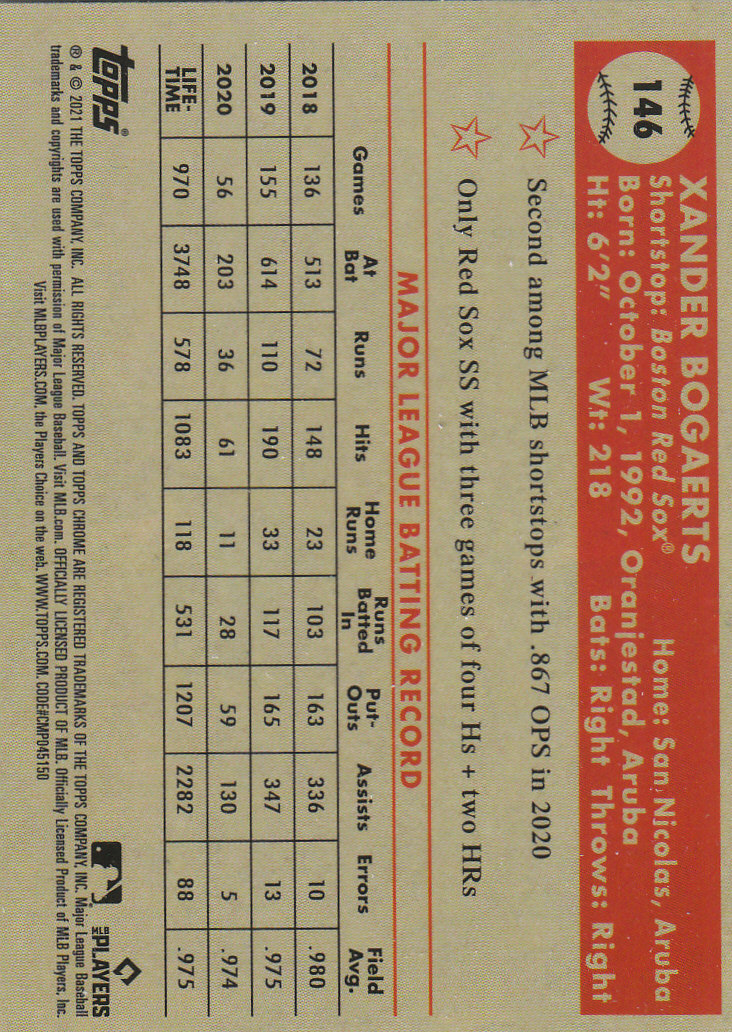 146
XANDER BOGAERTS
Shortstop: Boston Red Sox® Home: San Nicolas, Aruba
Born: October 1, 1992, Oranjestad, Aruba
Ht: 6'2" Wt: 218 Bats: Right Throws: Right
Second among MLB shortstops with .867 OPS in 2020
Only Red Sox SS with three games of four Hs + two HRs
MAJOR LEAGUE BATTING RECORD
Games At Bat Runs Hits Home Runs Runs Batted In Put-Outs Assists Errors Field Avg.
2018 136 513 72 148 23 103 163 336 10 .980
2019 155 614 110 190 33 117 165 347 13 .975
2020 56 203 36 61 11 28 59 130 5 .974
LIFE-TIME 970 3748 578 1083 118 531 1207 2282 88 .975
topps®
MLB PLAYERS
® & © 2021 THE TOPPS COMPANY, INC. ALL RIGHTS RESERVED. TOPPS AND TOPPS CHROME ARE REGISTERED TRADEMARKS OF THE TOPPS COMPANY, INC. Major League Baseball
trademarks and copyrights are used with permission of Major League Baseball. Visit MLB.com. OFFICIALLY LICENSED PRODUCT OF MLB. Officially Licensed Product of MLB Players, Inc.
Visit MLBPLAYERS.COM, the Players Choice on the web. WWW.TOPPS.COM. CODE#CMP045150